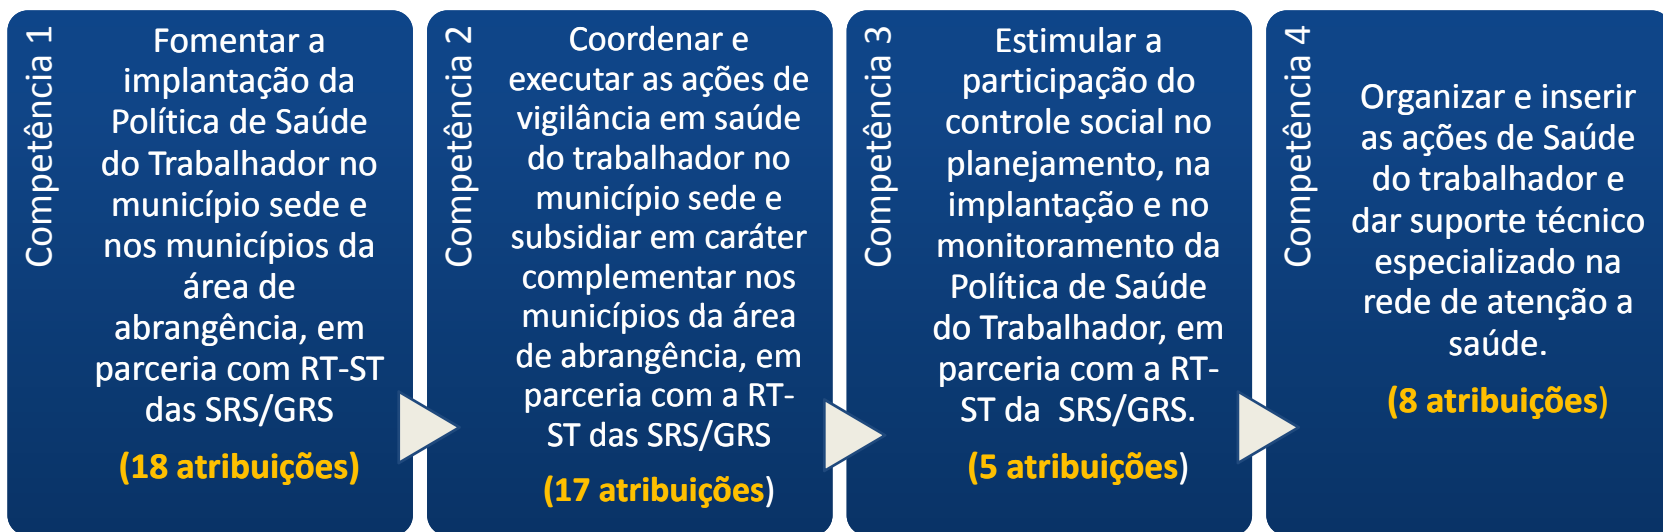 Competência 1
Fomentar a
implantação da
Política de Saúde
do Trabalhador no
município sede e
nos municípios da
área de
abrangência, em
parceria com RT-ST
das SRS/GRS
(18 atribuições)
Competência 2
Coordenar e
executar as ações de
vigilância em saúde
do trabalhador no
município sede e
subsidiar em caráter
complementar nos
municípios da área
de abrangência, em
parceria com a RT-
ST das SRS/GRS
(17 atribuições)
Competência 3
Estimular a
participação do
controle social no
planejamento, na
implantação e no
monitoramento da
Política de Saúde
do Trabalhador, em
parceria com a RT-
ST da SRS/GRS.
(5 atribuições)
Competência 4
Organizar e inserir
as ações de Saúde
do trabalhador e
dar suporte técnico
especializado na
rede de atenção a
saúde.
(8 atribuições)